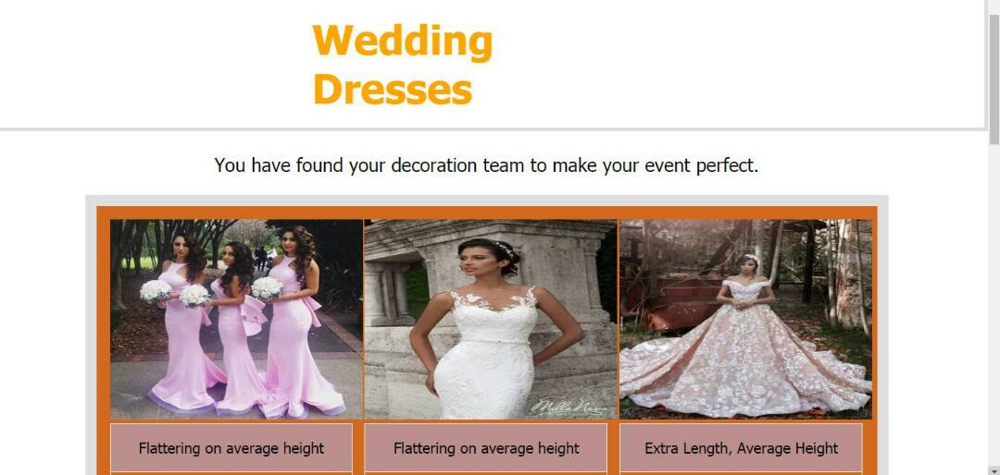 Wedding
Dresses
You have found your decoration team to make your event perfect.
Milla Nova
Flattering on average height
Flattering on average height
Extra Length, Average Height